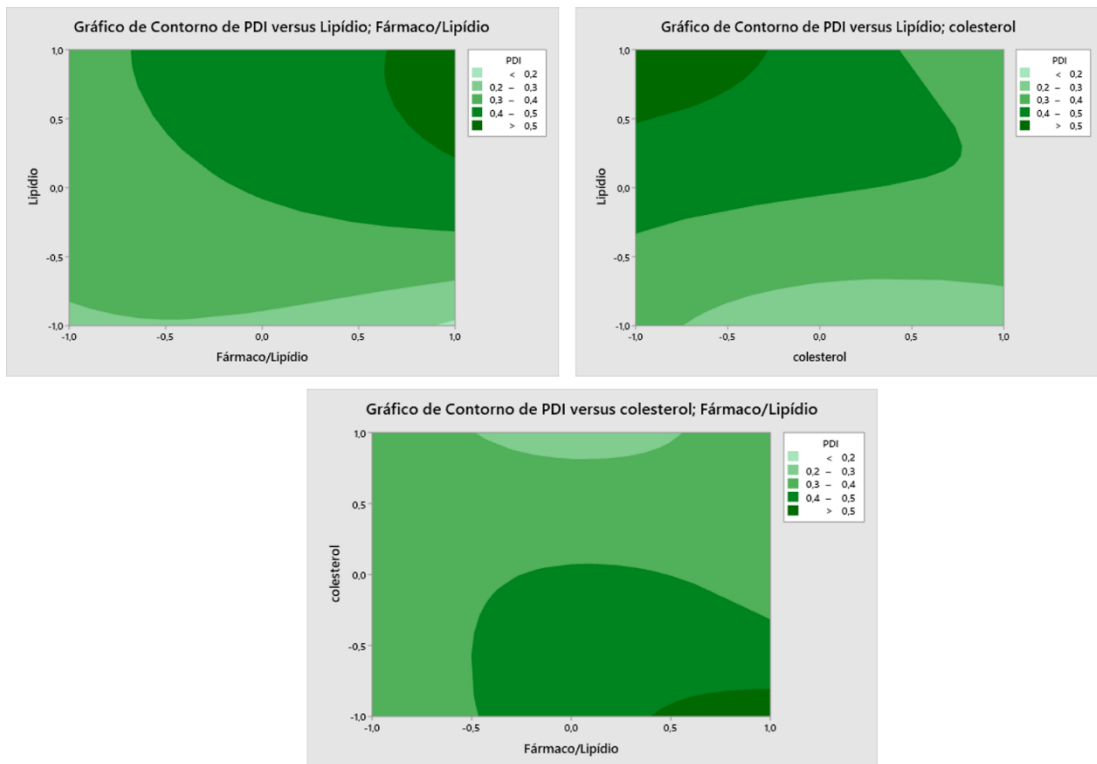 Gráfico de Contorno de PDI versus Lipídio; Fármaco/Lipídio
PDI
< 0,2
0,2 – 0,3
0,3 – 0,4
0,4 – 0,5
> 0,5
1,0
0,5
0,0
-0,5
-1,0
Lipídio
-1,0 -0,5 0,0 0,5 1,0
Fármaco/Lipídio
Gráfico de Contorno de PDI versus Lipídio; colesterol
PDI
< 0,2
0,2 – 0,3
0,3 – 0,4
0,4 – 0,5
> 0,5
1,0
0,5
0,0
-0,5
-1,0
Lipídio
-1,0 -0,5 0,0 0,5 1,0
colesterol
Gráfico de Contorno de PDI versus colesterol; Fármaco/Lipídio
PDI
< 0,2
0,2 – 0,3
0,3 – 0,4
0,4 – 0,5
> 0,5
1,0
0,5
0,0
-0,5
-1,0
colesterol
-1,0 -0,5 0,0 0,5 1,0
Fármaco/Lipídio